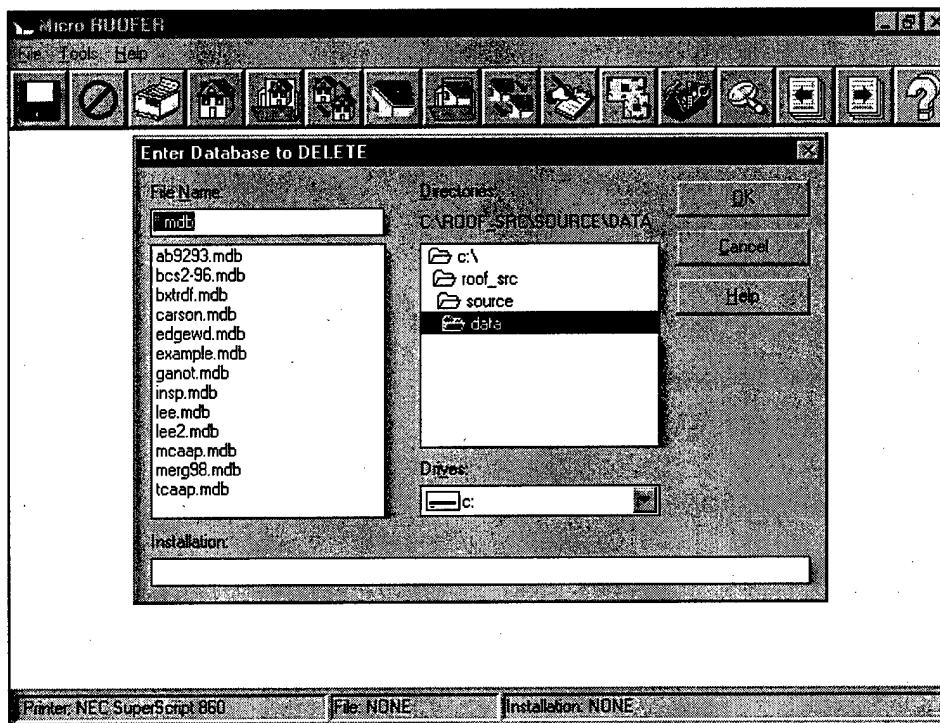 Micro ROOFER
File Tools Help
Enter Database to DELETE
File Name:
*.mdb
ab9293.mdb
bcs2-96.mdb
bxtrdf.mdb
carson.mdb
edgewd.mdb
example.mdb
ganot.mdb
insp.mdb
lee.mdb
lee2.mdb
mcaap.mdb
merg98.mdb
tcaap.mdb
Directories:
C:\ROOF_SRC\SOURCE\DATA
c:\
roof_src
source
data
Drives:
c:
OK
Cancel
Help
Installation:
Printer: NEC SuperScript 860
File: NONE
Installation: NONE